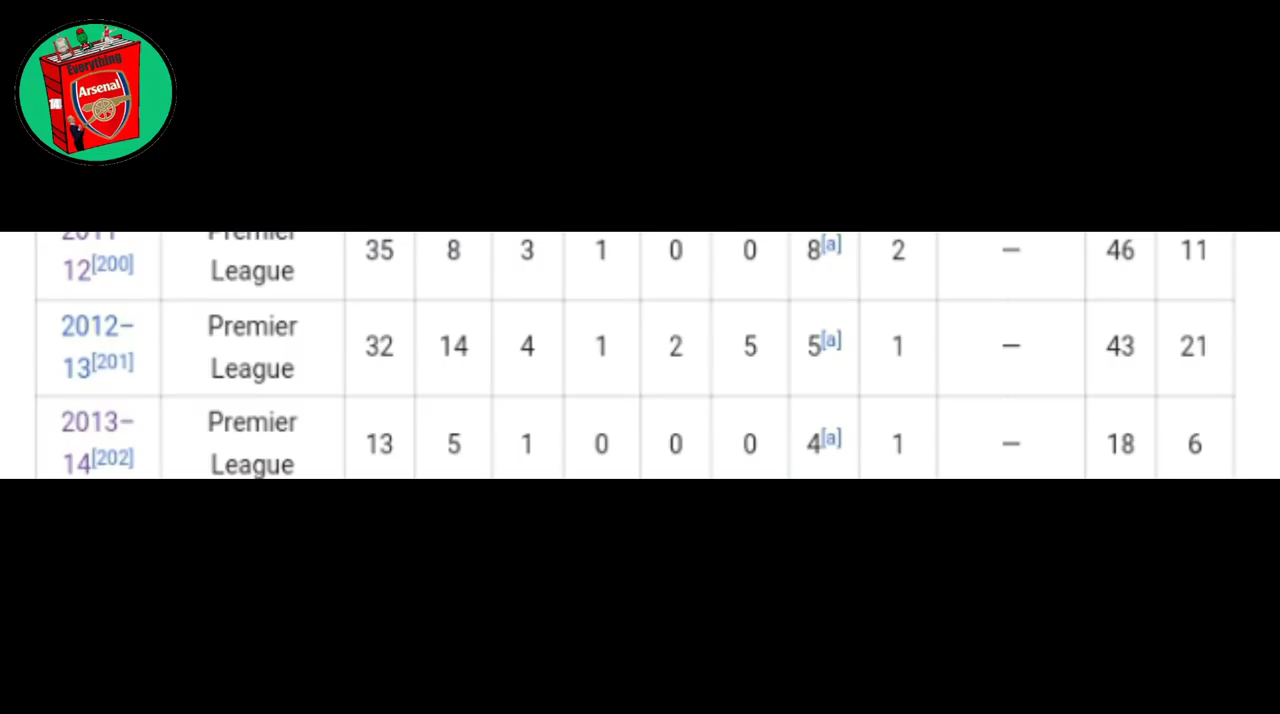 Everything
Arsenal
14
2011
Premier
12[200]
League
35 8 3 1 0 0 8[a] 2 — 46 11
2012–
13[201]
Premier
League
32 14 4 1 2 5 5[a] 1 — 43 21
2013–
14[202]
Premier
League
13 5 1 0 0 0 4[a] 1 — 18 6